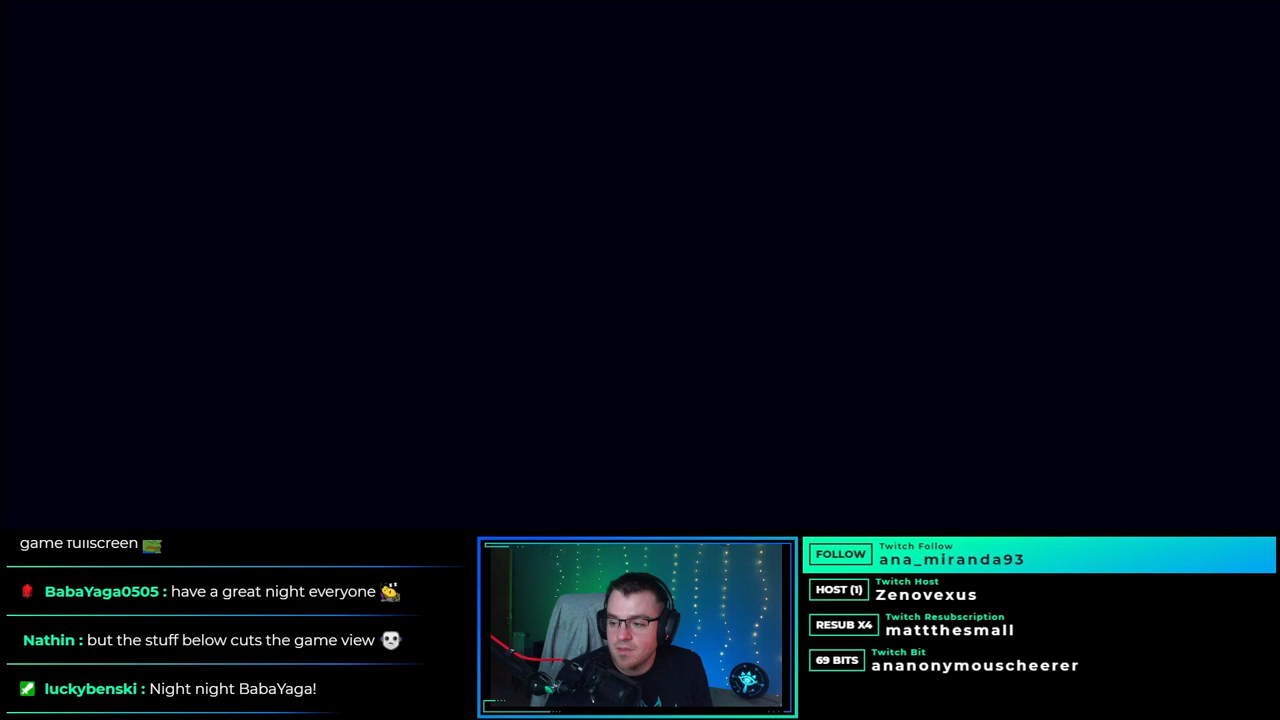 game fullscreen
BabaYaga0505 : have a great night everyone
Nathin : but the stuff below cuts the game view
luckybenski : Night night BabaYaga!
FOLLOW
Twitch Follow
ana_miranda93
HOST (1)
Twitch Host
Zenovexus
RESUB X4
Twitch Resubscription
mattthesmall
69 BITS
Twitch Bit
ananonymouscheerer